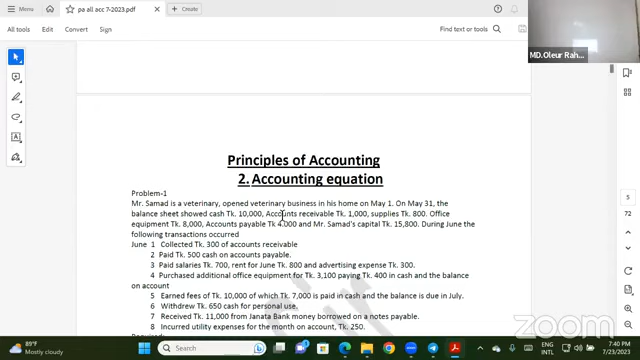 Menu
pa all acc 7-2023.pdf
Create
Sign in
All tools
Edit
Convert
Sign
Find text or tools
MD.Oleur Rah...
Principles of Accounting
2. Accounting equation
Problem-1
Mr. Samad is a veterinary, opened veterinary business in his home on May 1. On May 31, the
balance sheet showed cash Tk. 10,000, Accounts receivable Tk. 1,000, supplies Tk. 800. Office
equipment Tk. 8,000, Accounts payable Tk 4,000 and Mr. Samad's capital Tk. 15,800. During June the
following transactions occurred
June 1 Collected Tk. 300 of accounts receivable
2 Paid Tk. 500 cash on accounts payable.
3 Paid salaries Tk. 700, rent for June Tk. 800 and advertising expense Tk. 300.
4 Purchased additional office equipment for Tk. 3,100 paying Tk. 400 in cash and the balance
on account
5 Earned fees of Tk. 10,000 of which Tk. 7,000 is paid in cash and the balance is due in July.
6 Withdrew Tk. 650 cash for personal use.
7 Received Tk. 11,000 from Janata Bank money borrowed on a notes payable.
8 Incurred utility expenses for the month on account, Tk. 250.
5
72
zoom
89°F
Mostly cloudy
Search
ENG
INTL
7:40 PM
7/23/2023